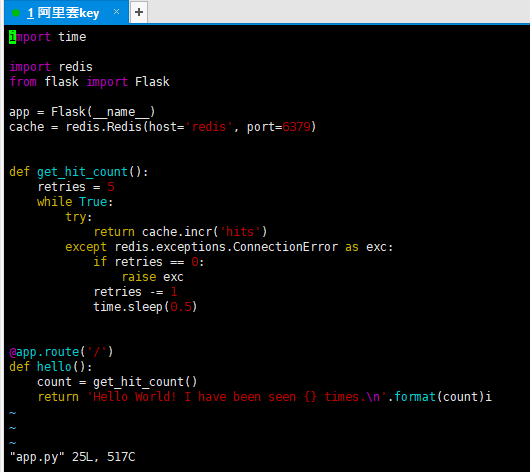 1 阿里云key × +
import time

import redis
from flask import Flask

app = Flask(__name__)
cache = redis.Redis(host='redis', port=6379)


def get_hit_count():
    retries = 5
    while True:
        try:
            return cache.incr('hits')
        except redis.exceptions.ConnectionError as exc:
            if retries == 0:
                raise exc
            retries -= 1
            time.sleep(0.5)


@app.route('/')
def hello():
    count = get_hit_count()
    return 'Hello World! I have been seen {} times.\n'.format(count)i
~
~
~
"app.py" 25L, 517C